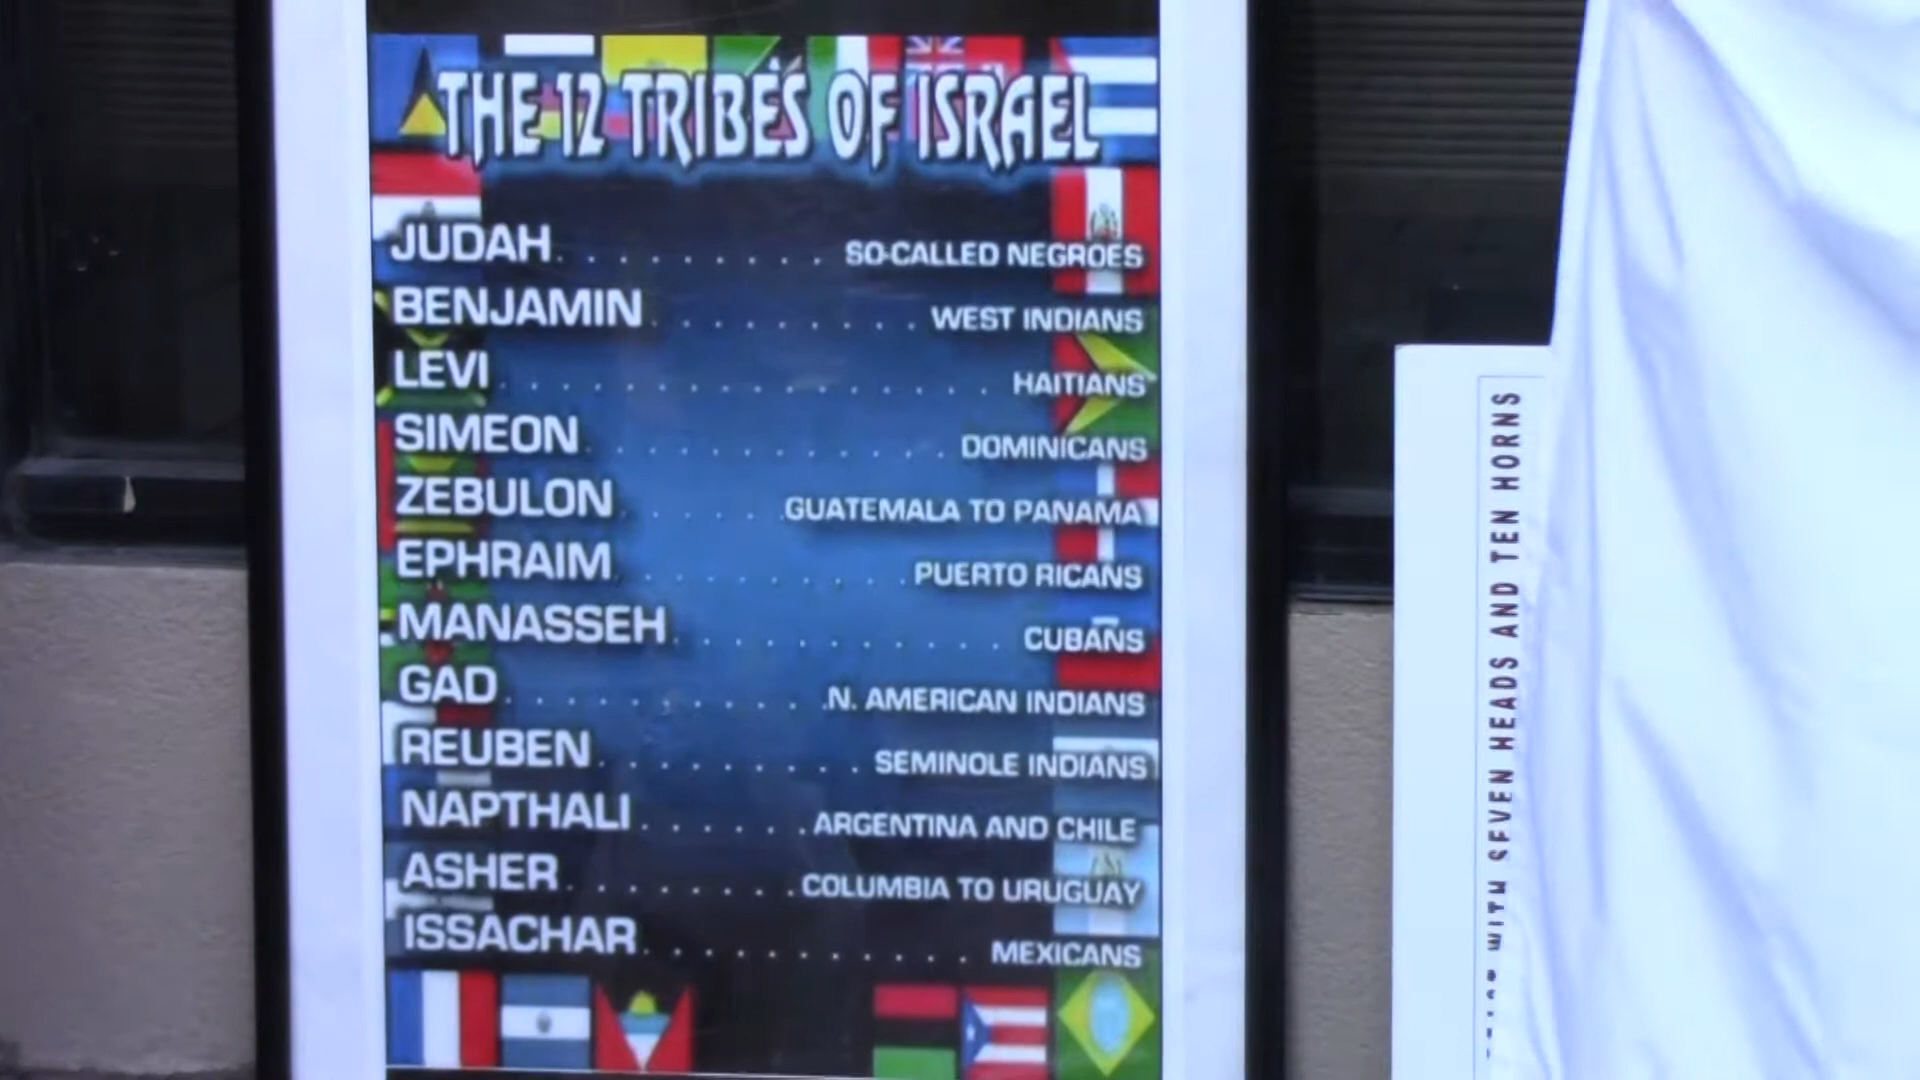 THE 12 TRIBES OF ISRAEL
JUDAH . . . . . . . . . SO-CALLED NEGROES
BENJAMIN . . . . . . . . . WEST INDIANS
LEVI . . . . . . . . . . . . . . . . . HAITIANS
SIMEON . . . . . . . . . . . . DOMINICANS
ZEBULON . . . . . . GUATEMALA TO PANAMA
EPHRAIM . . . . . . . . . . PUERTO RICANS
MANASSEH . . . . . . . . . . . CUBANS
GAD . . . . . . . . . . . N. AMERICAN INDIANS
REUBEN . . . . . . . . . SEMINOLE INDIANS
NAPTHALI . . . . . . ARGENTINA AND CHILE
ASHER . . . . . . . . . COLUMBIA TO URUGUAY
ISSACHAR . . . . . . . . . . . MEXICANS
WITH SEVEN HEADS AND TEN HORNS